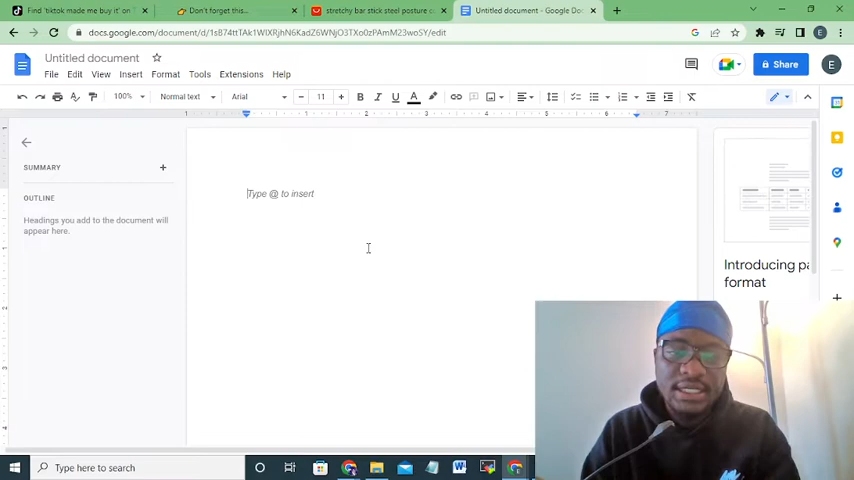 Find 'tiktok made me buy it' on
Don't forget this...
stretchy bar stick steel posture c
Untitled document - Google Doc
docs.google.com/document/d/1sB74ttTAk1WIXRjhN6KadZ6WNjO3TXo0zPAmM23woSY/edit
Untitled document
File Edit View Insert Format Tools Extensions Help
Share
E
100%
Normal text
Arial
11
B I U A
SUMMARY
OUTLINE
Headings you add to the document will
appear here.
Type @ to insert
Introducing pa
format
Type here to search